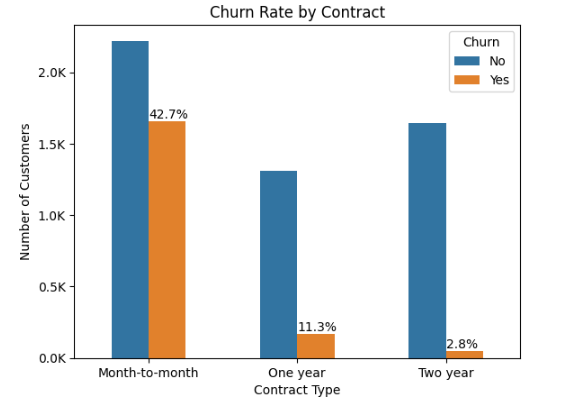 Churn Rate by Contract
Churn
No
Yes
2.0K
1.5K
1.0K
0.5K
0.0K
Number of Customers
42.7%
11.3%
2.8%
Month-to-month
One year
Two year
Contract Type